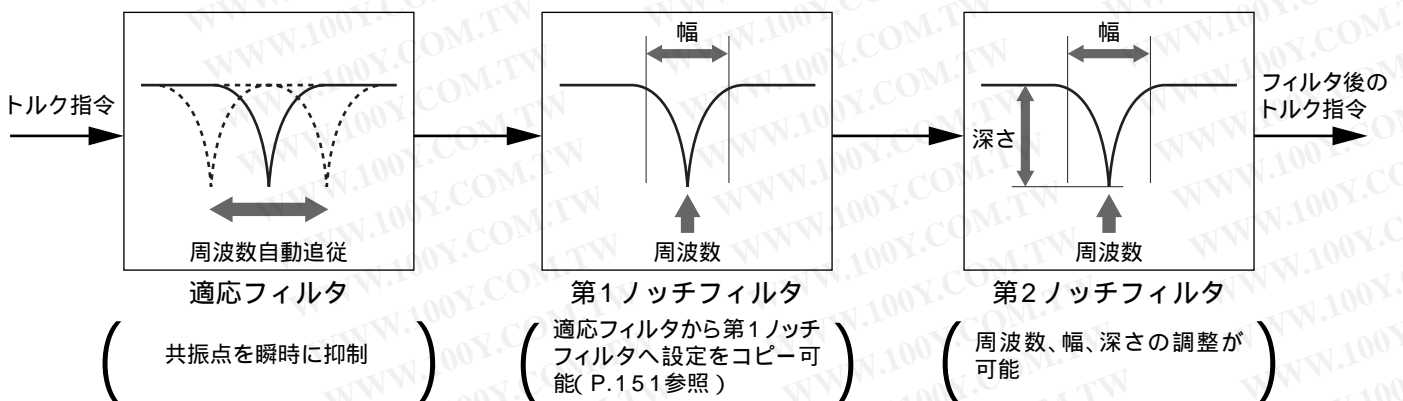 トルク指令
周波数自動追従
適応フィルタ
共振点を瞬時に抑制
幅
周波数
第1ノッチフィルタ
適応フィルタから第1ノッチ
フィルタへ設定をコピー可
能(P.151参照)
幅
深さ
周波数
第2ノッチフィルタ
周波数、幅、深さの調整が
可能
フィルタ後の
トルク指令
WWW.100Y.COM.TW